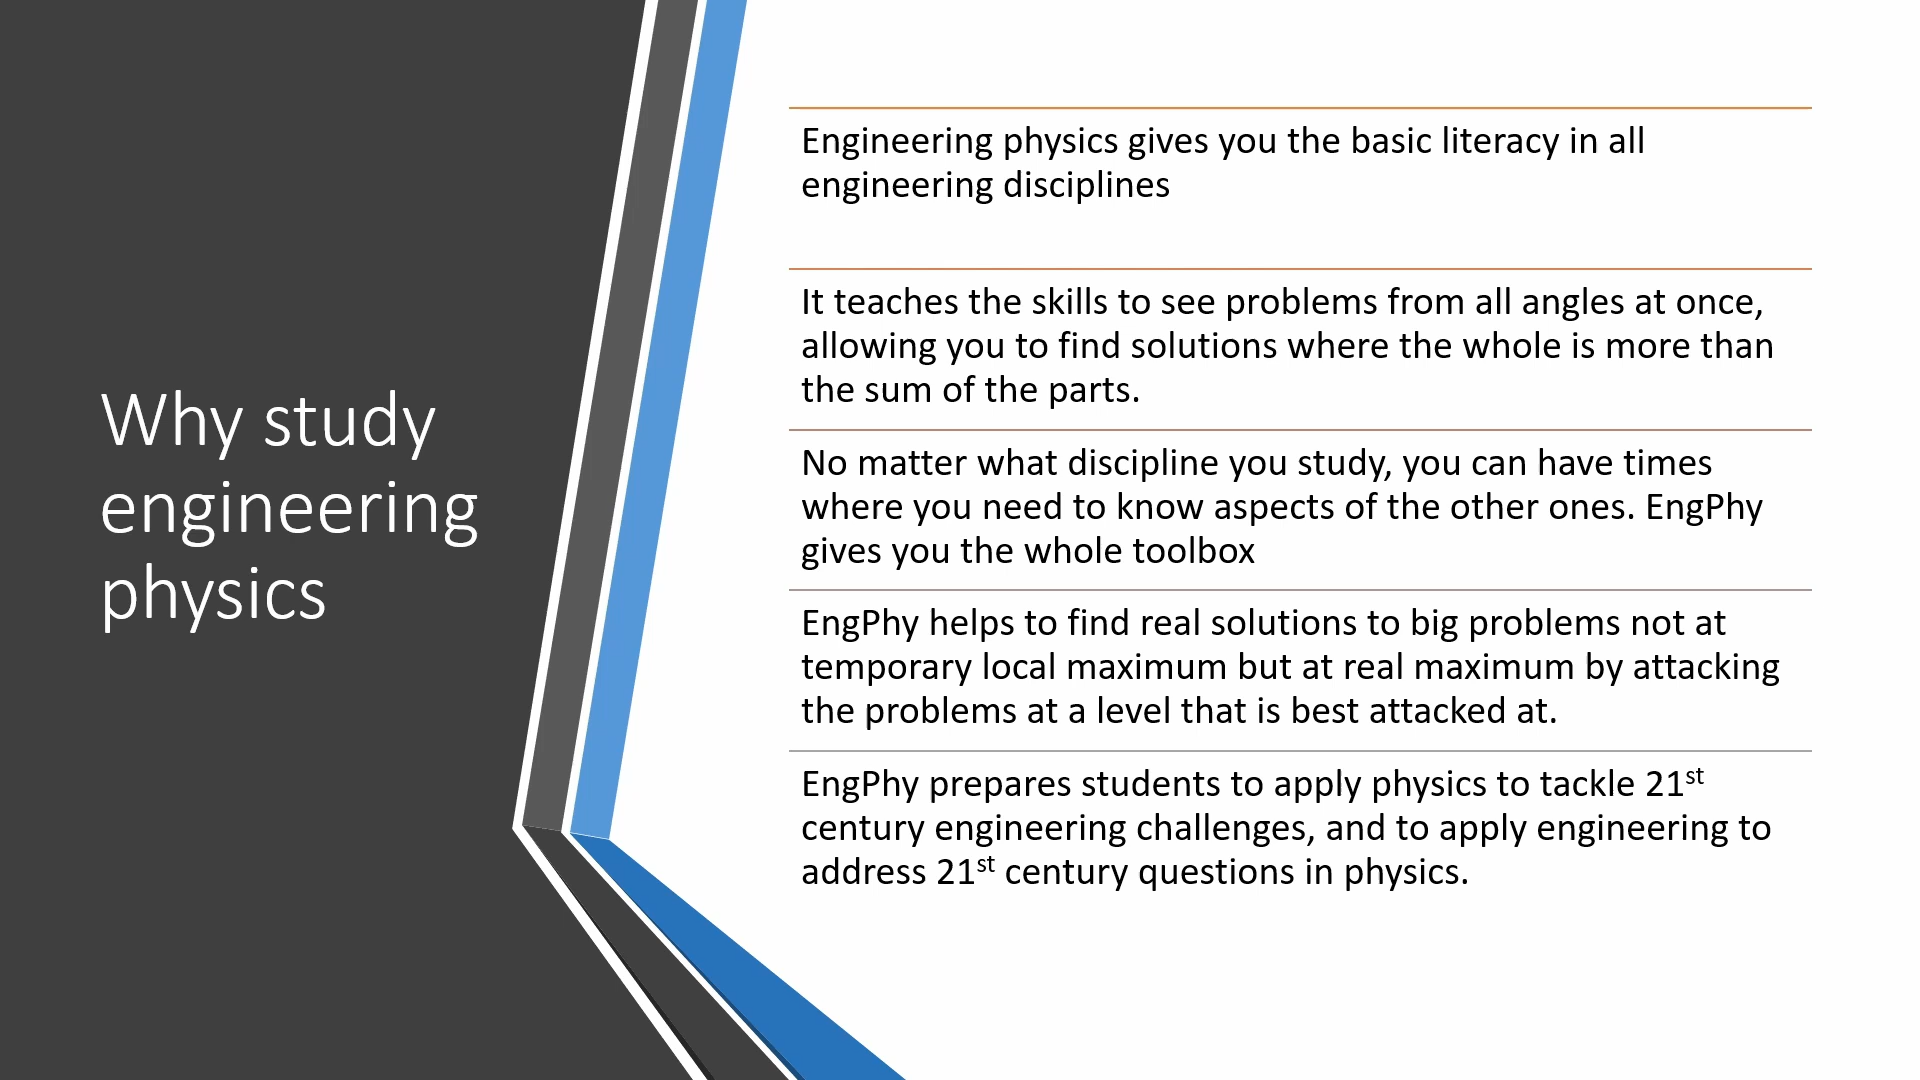 Why study
engineering
physics
Engineering physics gives you the basic literacy in all
engineering disciplines
It teaches the skills to see problems from all angles at once,
allowing you to find solutions where the whole is more than
the sum of the parts.
No matter what discipline you study, you can have times
where you need to know aspects of the other ones. EngPhy
gives you the whole toolbox
EngPhy helps to find real solutions to big problems not at
temporary local maximum but at real maximum by attacking
the problems at a level that is best attacked at.
EngPhy prepares students to apply physics to tackle 21st
century engineering challenges, and to apply engineering to
address 21st century questions in physics.